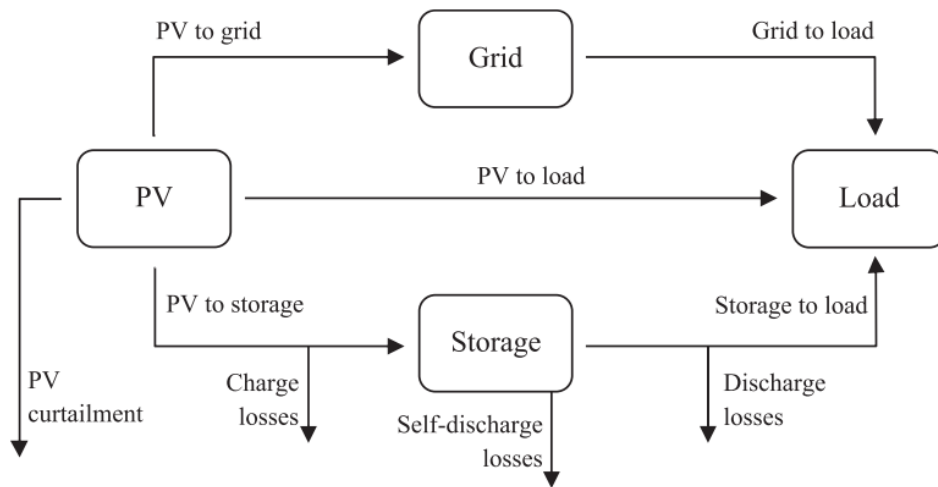 PV to grid
Grid
Grid to load
PV
PV to load
Load
PV to storage
Storage
Storage to load
PV
curtailment
Charge
losses
Self-discharge
losses
Discharge
losses